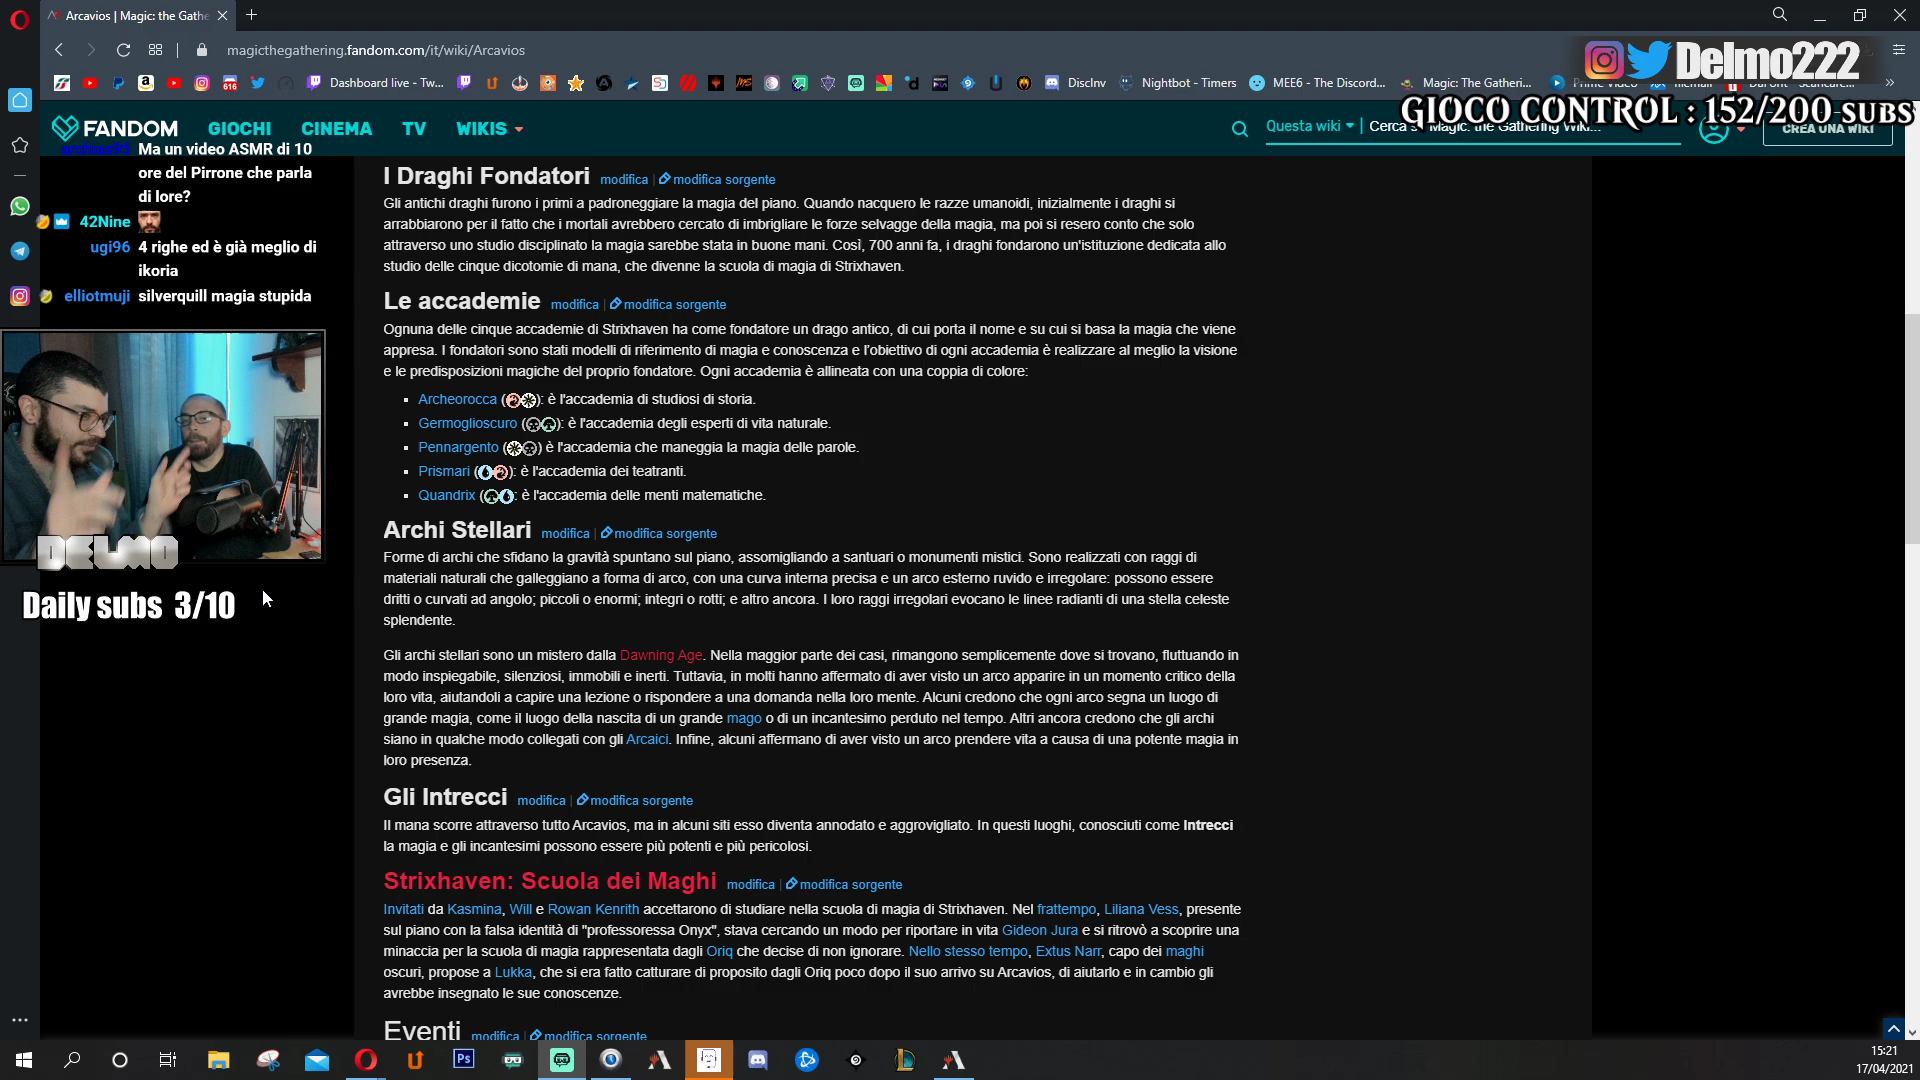 Arcavios | Magic: the Gathe
magicthegathering.fandom.com/it/wiki/Arcavios
Delmo222
616
Dashboard live - Tw...
DiscInv
Nightbot - Timers
MEE6 - The Discord...
Magic: The Gatheri...
GIOCO CONTROL : 152/200 SUBS
FANDOM
GIOCHI
CINEMA
TV
WIKIS
Questa wiki
CREA UNA WIKI
Ma un video ASMR di 10
ore del Pirrone che parla
di lore?
42Nine
ugi96 4 righe ed è già meglio di
ikoria
elliotmuji silverquill magia stupida
DELMO
Daily subs 3/10
I Draghi Fondatori modifica | modifica sorgente
Gli antichi draghi furono i primi a padroneggiare la magia del piano. Quando nacquero le razze umanoidi, inizialmente i draghi si
arrabbiarono per il fatto che i mortali avrebbero cercato di imbrigliare le forze selvagge della magia, ma poi si resero conto che solo
attraverso uno studio disciplinato la magia sarebbe stata in buone mani. Così, 700 anni fa, i draghi fondarono un'istituzione dedicata allo
studio delle cinque dicotomie di mana, che divenne la scuola di magia di Strixhaven.
Le accademie modifica | modifica sorgente
Ognuna delle cinque accademie di Strixhaven ha come fondatore un drago antico, di cui porta il nome e su cui si basa la magia che viene
appresa. I fondatori sono stati modelli di riferimento di magia e conoscenza e l'obiettivo di ogni accademia è realizzare al meglio la visione
e le predisposizioni magiche del proprio fondatore. Ogni accademia è allineata con una coppia di colore:
Archeorocca (): è l'accademia di studiosi di storia.
Germoglioscuro (): è l'accademia degli esperti di vita naturale.
Pennargento () è l'accademia che maneggia la magia delle parole.
Prismari (): è l'accademia dei teatranti.
Quandrix (: è l'accademia delle menti matematiche.
Archi Stellari modifica | modifica sorgente
Forme di archi che sfidano la gravità spuntano sul piano, assomigliando a santuari o monumenti mistici. Sono realizzati con raggi di
materiali naturali che galleggiano a forma di arco, con una curva interna precisa e un arco esterno ruvido e irregolare: possono essere
dritti o curvati ad angolo; piccoli o enormi; integri o rotti; e altro ancora. I loro raggi irregolari evocano le linee radianti di una stella celeste
splendente.
Gli archi stellari sono un mistero dalla Dawning Age. Nella maggior parte dei casi, rimangono semplicemente dove si trovano, fluttuando in
modo inspiegabile, silenziosi, immobili e inerti. Tuttavia, in molti hanno affermato di aver visto un arco apparire in un momento critico della
loro vita, aiutandoli a capire una lezione o rispondere a una domanda nella loro mente. Alcuni credono che ogni arco segna un luogo di
grande magia, come il luogo della nascita di un grande mago o di un incantesimo perduto nel tempo. Altri ancora credono che gli archi
siano in qualche modo collegati con gli Arcaici. Infine, alcuni affermano di aver visto un arco prendere vita a causa di una potente magia in
loro presenza.
Gli Intrecci modifica | modifica sorgente
Il mana scorre attraverso tutto Arcavios, ma in alcuni siti esso diventa annodato e aggrovigliato. In questi luoghi, conosciuti come Intrecci
la magia e gli incantesimi possono essere più potenti e più pericolosi.
Strixhaven: Scuola dei Maghi modifica | modifica sorgente
Invitati da Kasmina, Will e Rowan Kenrith accettarono di studiare nella scuola di magia di Strixhaven. Nel frattempo, Liliana Vess, presente
sul piano con la falsa identità di "professoressa Onyx", stava cercando un modo per riportare in vita Gideon Jura e si ritrovò a scoprire una
minaccia per la scuola di magia rappresentata dagli Oriq che decise di non ignorare. Nello stesso tempo, Extus Narr, capo dei maghi
oscuri, propose a Lukka, che si era fatto catturare di proposito dagli Oriq poco dopo il suo arrivo su Arcavios, di aiutarlo e in cambio gli
avrebbe insegnato le sue conoscenze.
Eventi modifica | modifica sorgente
Ps
15:21
17/04/2021